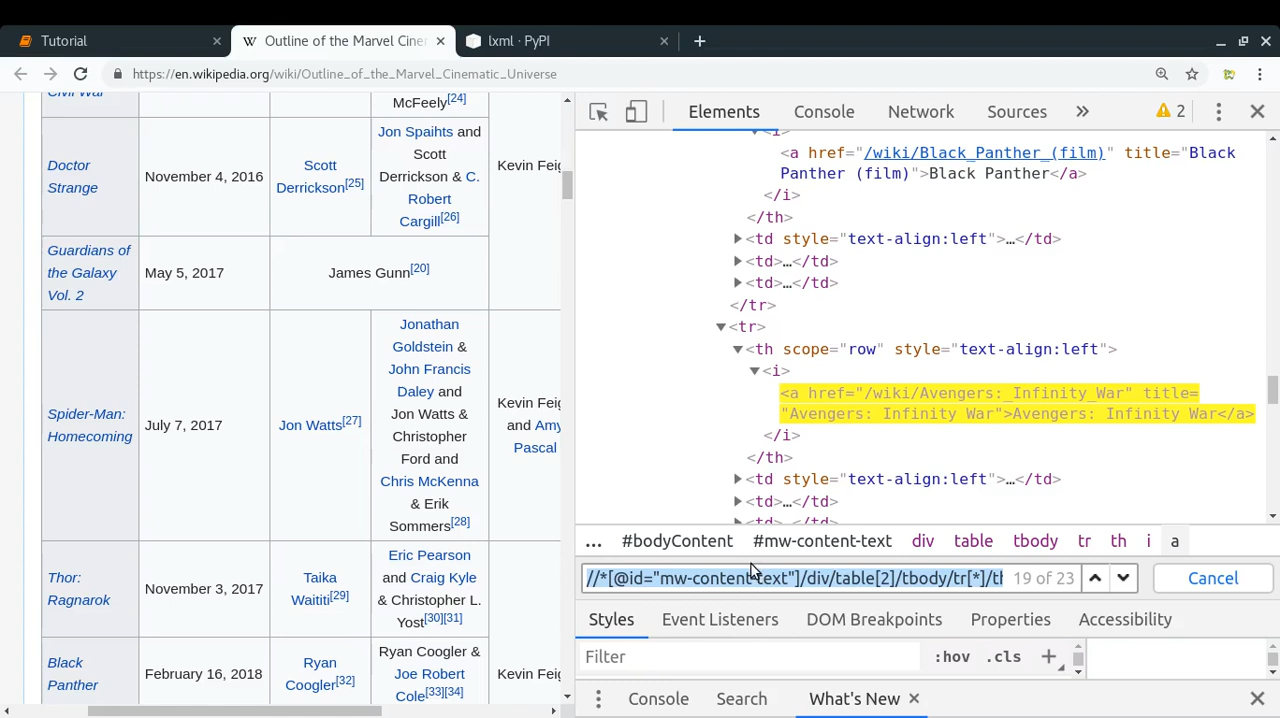 Tutorial
Outline of the Marvel Cine
lxml · PyPI
https://en.wikipedia.org/wiki/Outline_of_the_Marvel_Cinematic_Universe
Civil War
McFeely[24]
Doctor
Strange
November 4, 2016
Scott
Derrickson[25]
Jon Spaihts and
Scott
Derrickson & C.
Robert
Cargill[26]
Kevin Feig
Guardians of
the Galaxy
Vol. 2
May 5, 2017
James Gunn[20]
Spider-Man:
Homecoming
July 7, 2017
Jon Watts[27]
Jonathan
Goldstein &
John Francis
Daley and
Jon Watts &
Christopher
Ford and
Chris McKenna
& Erik
Sommers[28]
Kevin Feig
and Amy
Pascal
Thor:
Ragnarok
November 3, 2017
Taika
Waititi[29]
Eric Pearson
and Craig Kyle
& Christopher L.
Yost[30][31]
Black
Panther
February 16, 2018
Ryan
Coogler[32]
Ryan Coogler &
Joe Robert
Cole[33][34]
Kevin Feig
Elements Console Network Sources » 2
<i>
<a href="/wiki/Black_Panther_(film)" title="Black
Panther (film)">Black Panther</a>
</i>
</th>
<td style="text-align:left">…</td>
<td>…</td>
<td>…</td>
</tr>
<tr>
<th scope="row" style="text-align:left">
<i>
<a href="/wiki/Avengers:_Infinity_War" title=
"Avengers: Infinity War">Avengers: Infinity War</a>
</i>
</th>
<td style="text-align:left">…</td>
<td>…</td>
<td>…</td>
... #bodyContent #mw-content-text div table tbody tr th i a
//*[@id="mw-content-text"]/div/table[2]/tbody/tr[*]/th 19 of 23 Cancel
Styles Event Listeners DOM Breakpoints Properties Accessibility
Filter :hov .cls +
Console Search What's New